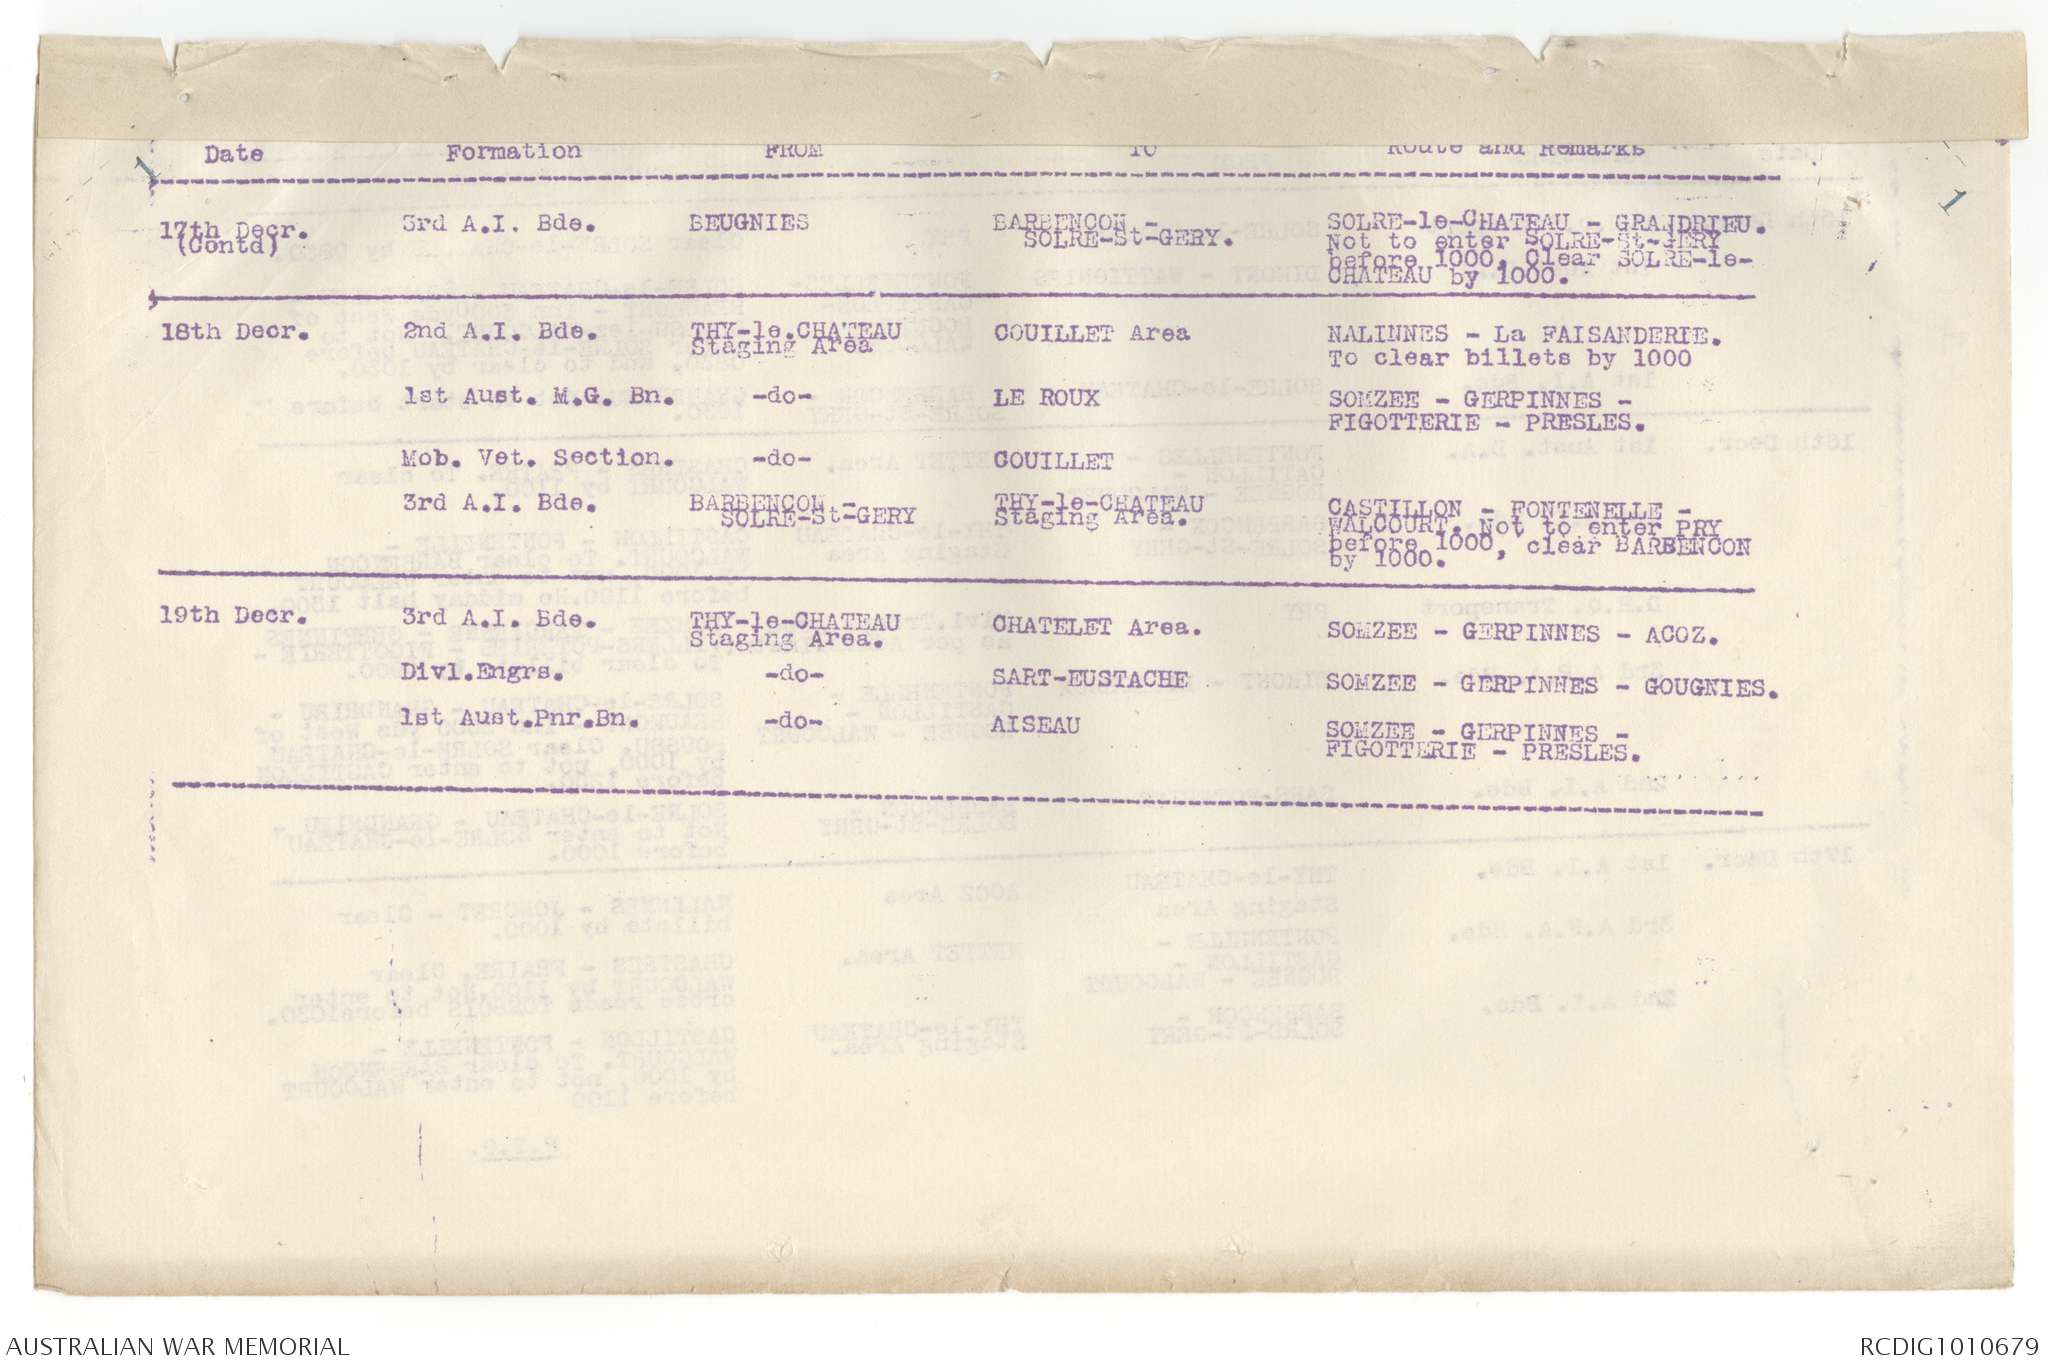 Date Formation FROM TO Route and Remarks
17th Decr. 3rd A.I. Bde. BEUGNIES BARBENCON - SOLRE-le-CHATEAU - GRANDRIEU.
(Contd) SOLRE-St-GERY. Not to enter SOLRE-St-GERY
before 1000, Clear SOLRE-le-
CHATEAU by 1000.
18th Decr. 2nd A.I. Bde. THY-le.CHATEAU COUILLET Area NALINNES - La FAISANDERIE.
Staging Area To clear billets by 1000
1st Aust. M.G. Bn. -do- LE ROUX SOMZEE - GERPINNES -
FIGOTTERIE - PRESLES.
Mob. Vet. Section. -do- COUILLET
3rd A.I. Bde. BARBENCON - THY-le-CHATEAU CASTILLON - FONTENELLE -
SOLRE-St-GERY Staging Area. WALCOURT. Not to enter PRY
before 1000, clear BARBENCON
by 1000.
19th Decr. 3rd A.I. Bde. THY-le-CHATEAU CHATELET Area. SOMZEE - GERPINNES - ACOZ.
Staging Area.
Divl.Engrs. -do- SART-EUSTACHE SOMZEE - GERPINNES - GOUGNIES.
1st Aust.Pnr.Bn. -do- AISEAU SOMZEE - GERPINNES -
FIGOTTERIE - PRESLES.
AUSTRALIAN WAR MEMORIAL RCDIG1010679